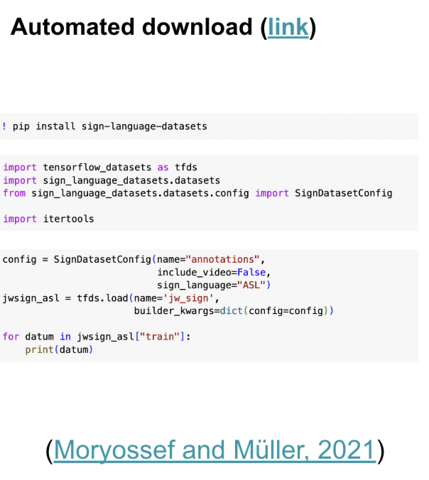 Automated download (link)
! pip install sign-language-datasets
import tensorflow_datasets as tfds
import sign_language_datasets.datasets
from sign_language_datasets.datasets.config import SignDatasetConfig
import itertools
config = SignDatasetConfig(name="annotations",
include_video=False,
sign_language="ASL")
jwsign_asl = tfds.load(name='jw_sign',
builder_kwargs=dict(config=config))
for datum in jwsign_asl["train"]:
print(datum)
(Moryossef and Müller, 2021)